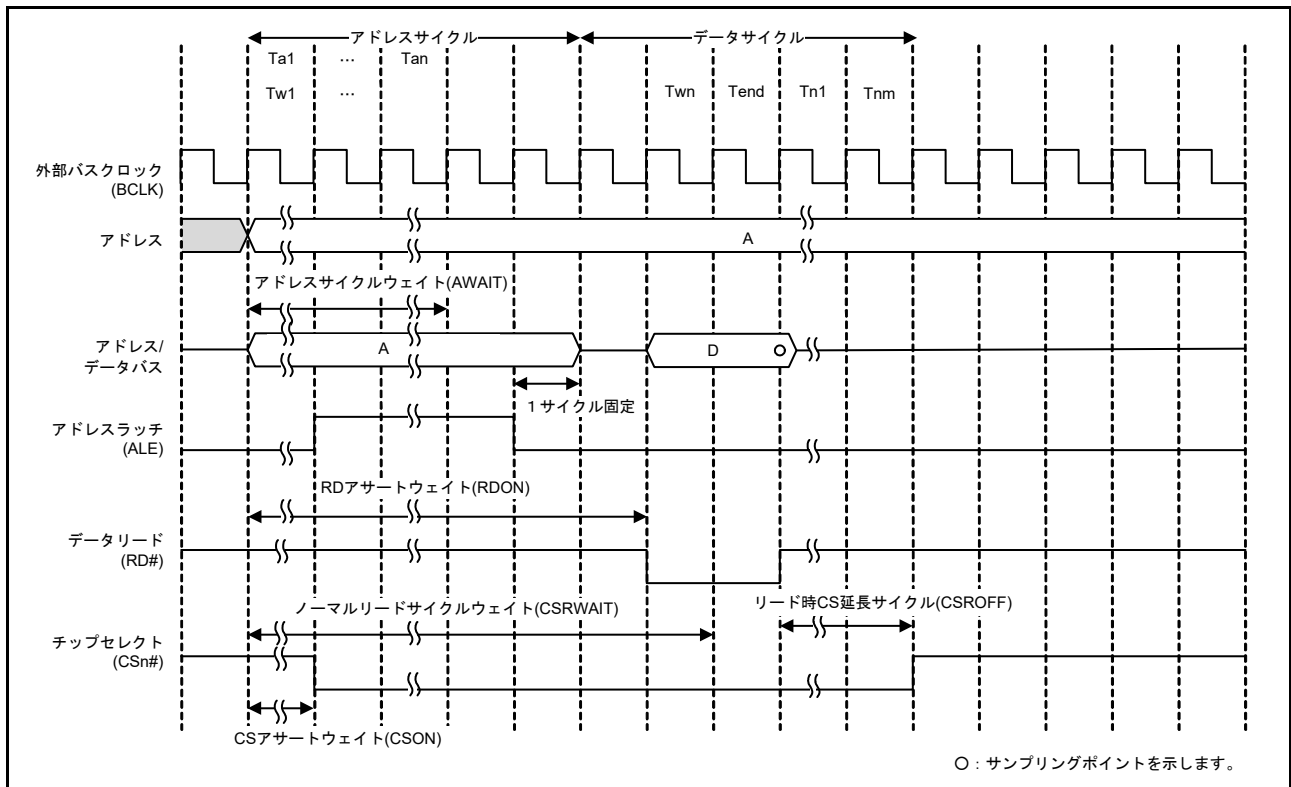 アドレスサイクル データサイクル
Ta1 … Tan
Tw1 … Twn Tend Tn1 Tnm
外部バスクロック
(BCLK)
アドレス A
アドレスサイクルウェイト(AWAIT)
アドレス/
データバス
A D
1サイクル固定
アドレスラッチ
(ALE)
RDアサートウェイト(RDON)
データリード
(RD#)
ノーマルリードサイクルウェイト(CSRWAIT) リード時CS延長サイクル(CSROFF)
チップセレクト
(CSn#)
CSアサートウェイト(CSON)
○:サンプリングポイントを示します。